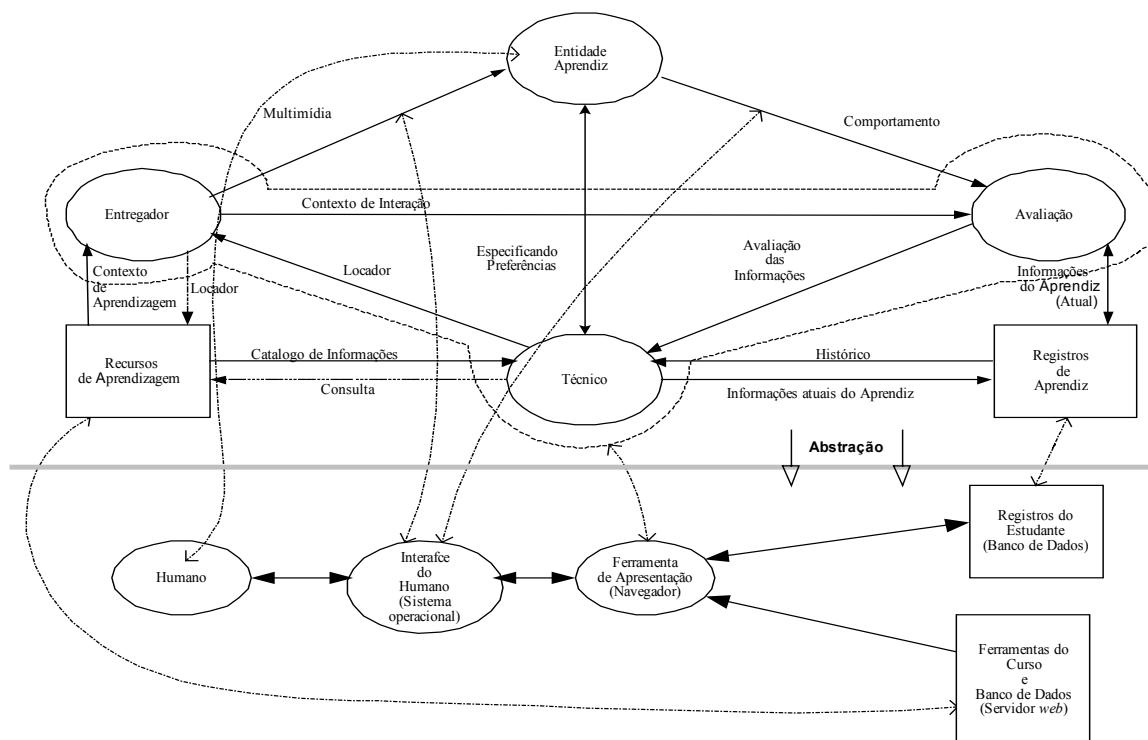 Entidade
Aprendiz
Multimídia
Comportamento
Entregador
Contexto de Interação
Avaliação
Especificando
Preferências
Avaliação
das
Informações
Locador
Contexto
de
Aprendizagem
Locador
Informações
do Aprendiz
(Atual)
Recursos
de Aprendizagem
Catalogo de Informações
Consulta
Técnico
Histórico
Informações atuais do Aprendiz
Registros
de
Aprendiz
Abstração
Humano
Interafce
do
Humano
(Sistema
operacional)
Ferramenta
de Apresentação
(Navegador)
Registros do
Estudante
(Banco de Dados)
Ferramentas do
Curso
e
Banco de Dados
(Servidor web)